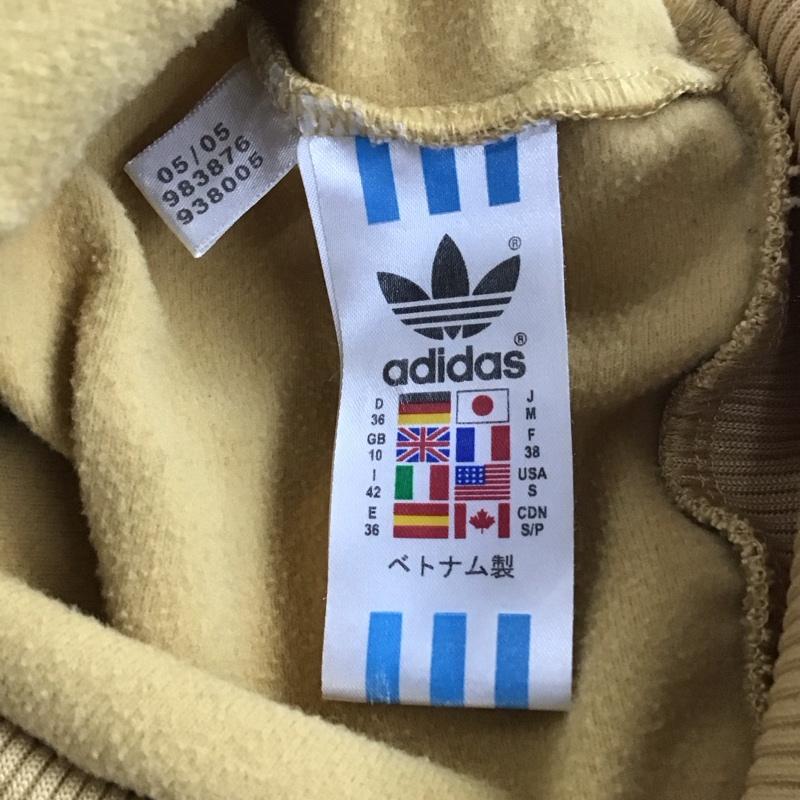 05/05
983876
938005
®
adidas®
D 36
J M
GB 10
F 38
I 42
USA S
E 36
CDN S/P
ベトナム製